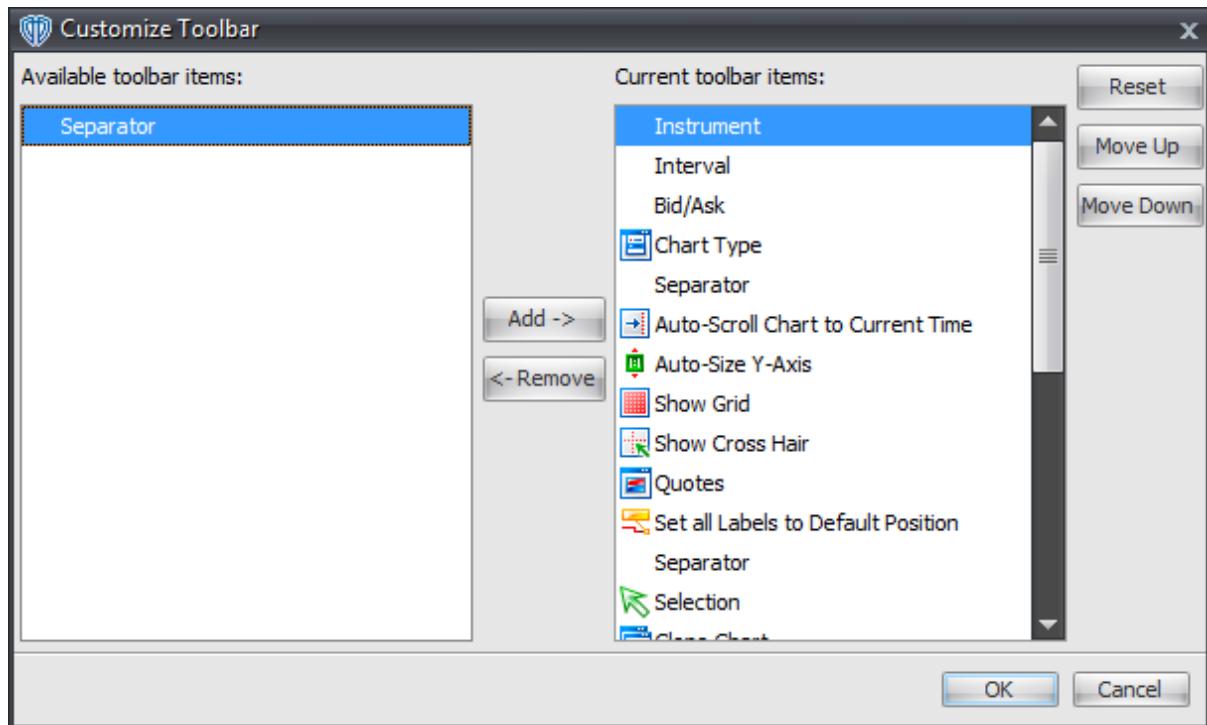 Customize Toolbar
Available toolbar items:
Separator
Add ->
<- Remove
Current toolbar items:
Instrument
Interval
Bid/Ask
Chart Type
Separator
Auto-Scroll Chart to Current Time
Auto-Size Y-Axis
Show Grid
Show Cross Hair
Quotes
Set all Labels to Default Position
Separator
Selection
Clone Chart
Reset
Move Up
Move Down
OK
Cancel